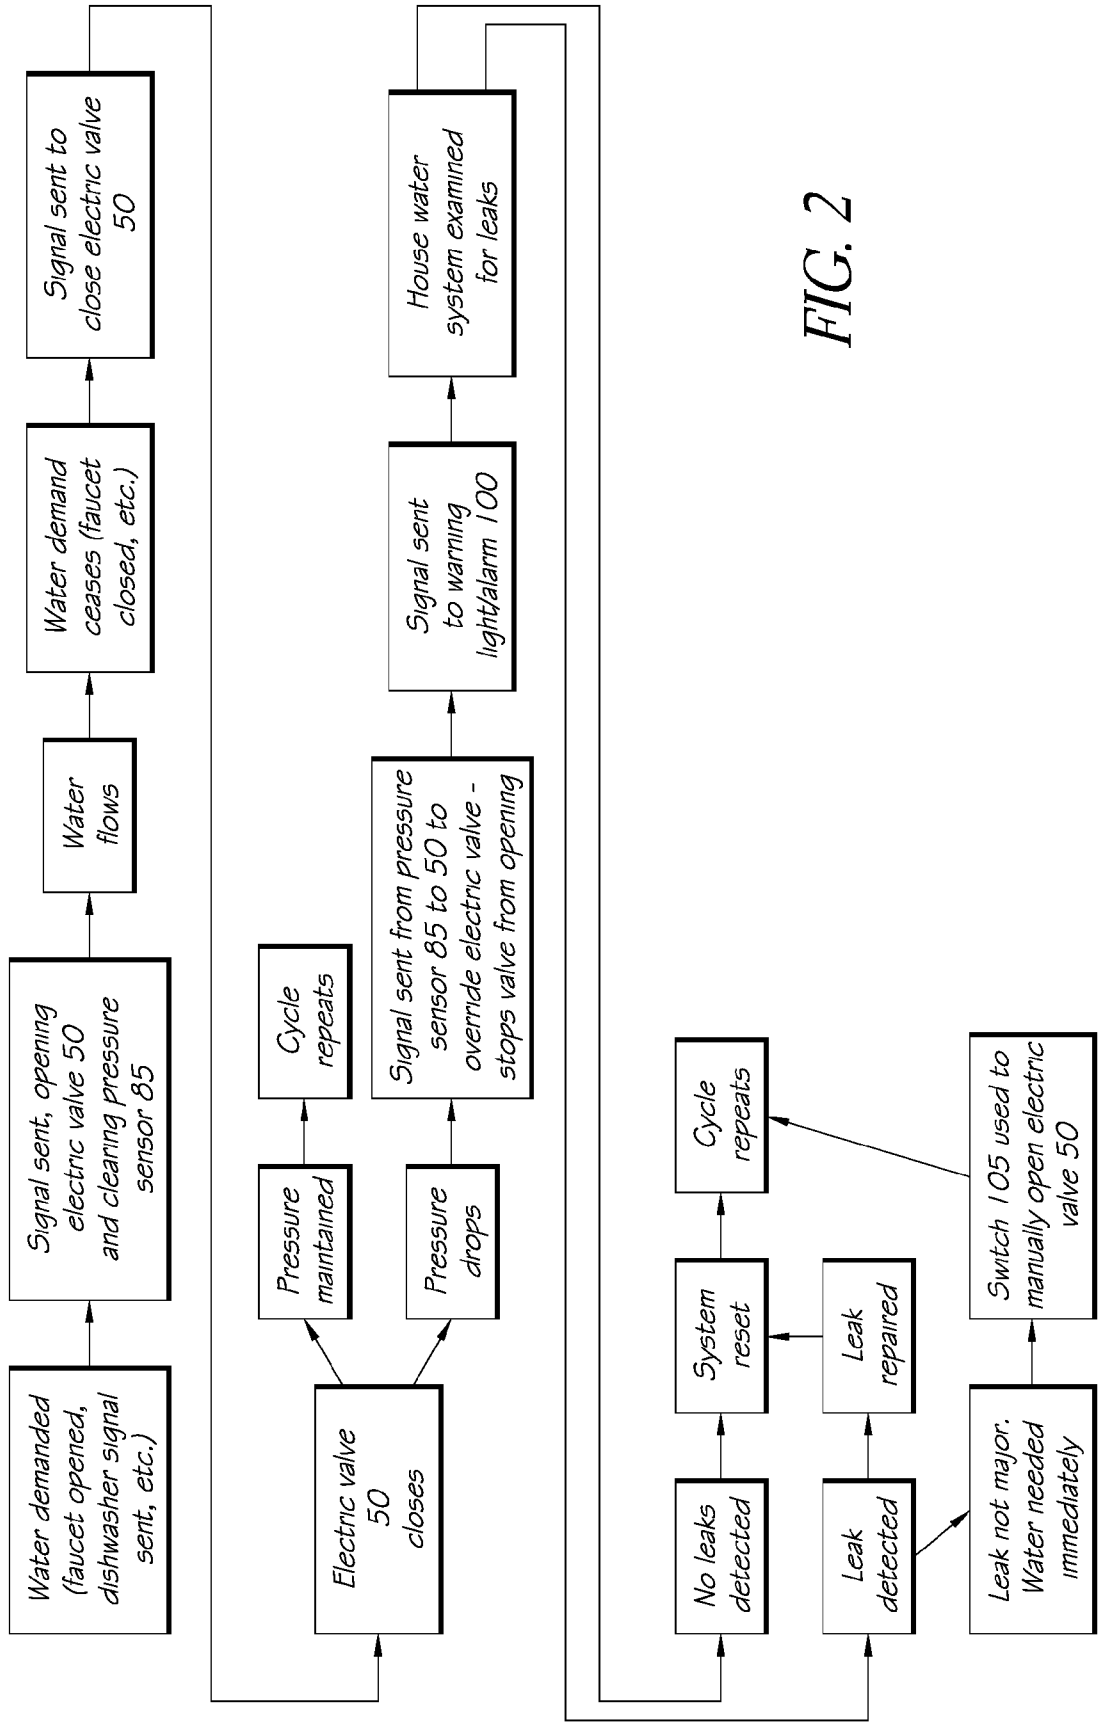 Water demanded
(faucet opened,
dishwasher signal
sent, etc.)
Signal sent, opening
electric valve 50
and clearing pressure
sensor 85
Water
flows
Water demand
ceases (faucet
closed, etc.)
Signal sent to
close electric valve
50
Electric valve
50
closes
Pressure
maintained
Cycle
repeats
Pressure
drops
Signal sent from pressure
sensor 85 to 50 to
override electric valve -
stops valve from opening
Signal sent
to warning
light/alarm 100
House water
system examined
for leaks
No leaks
detected
System
reset
Cycle
repeats
Leak
detected
Leak
repaired
Leak not major.
Water needed
immediately
Switch 105 used to
manually open electric
valve 50
FIG. 2